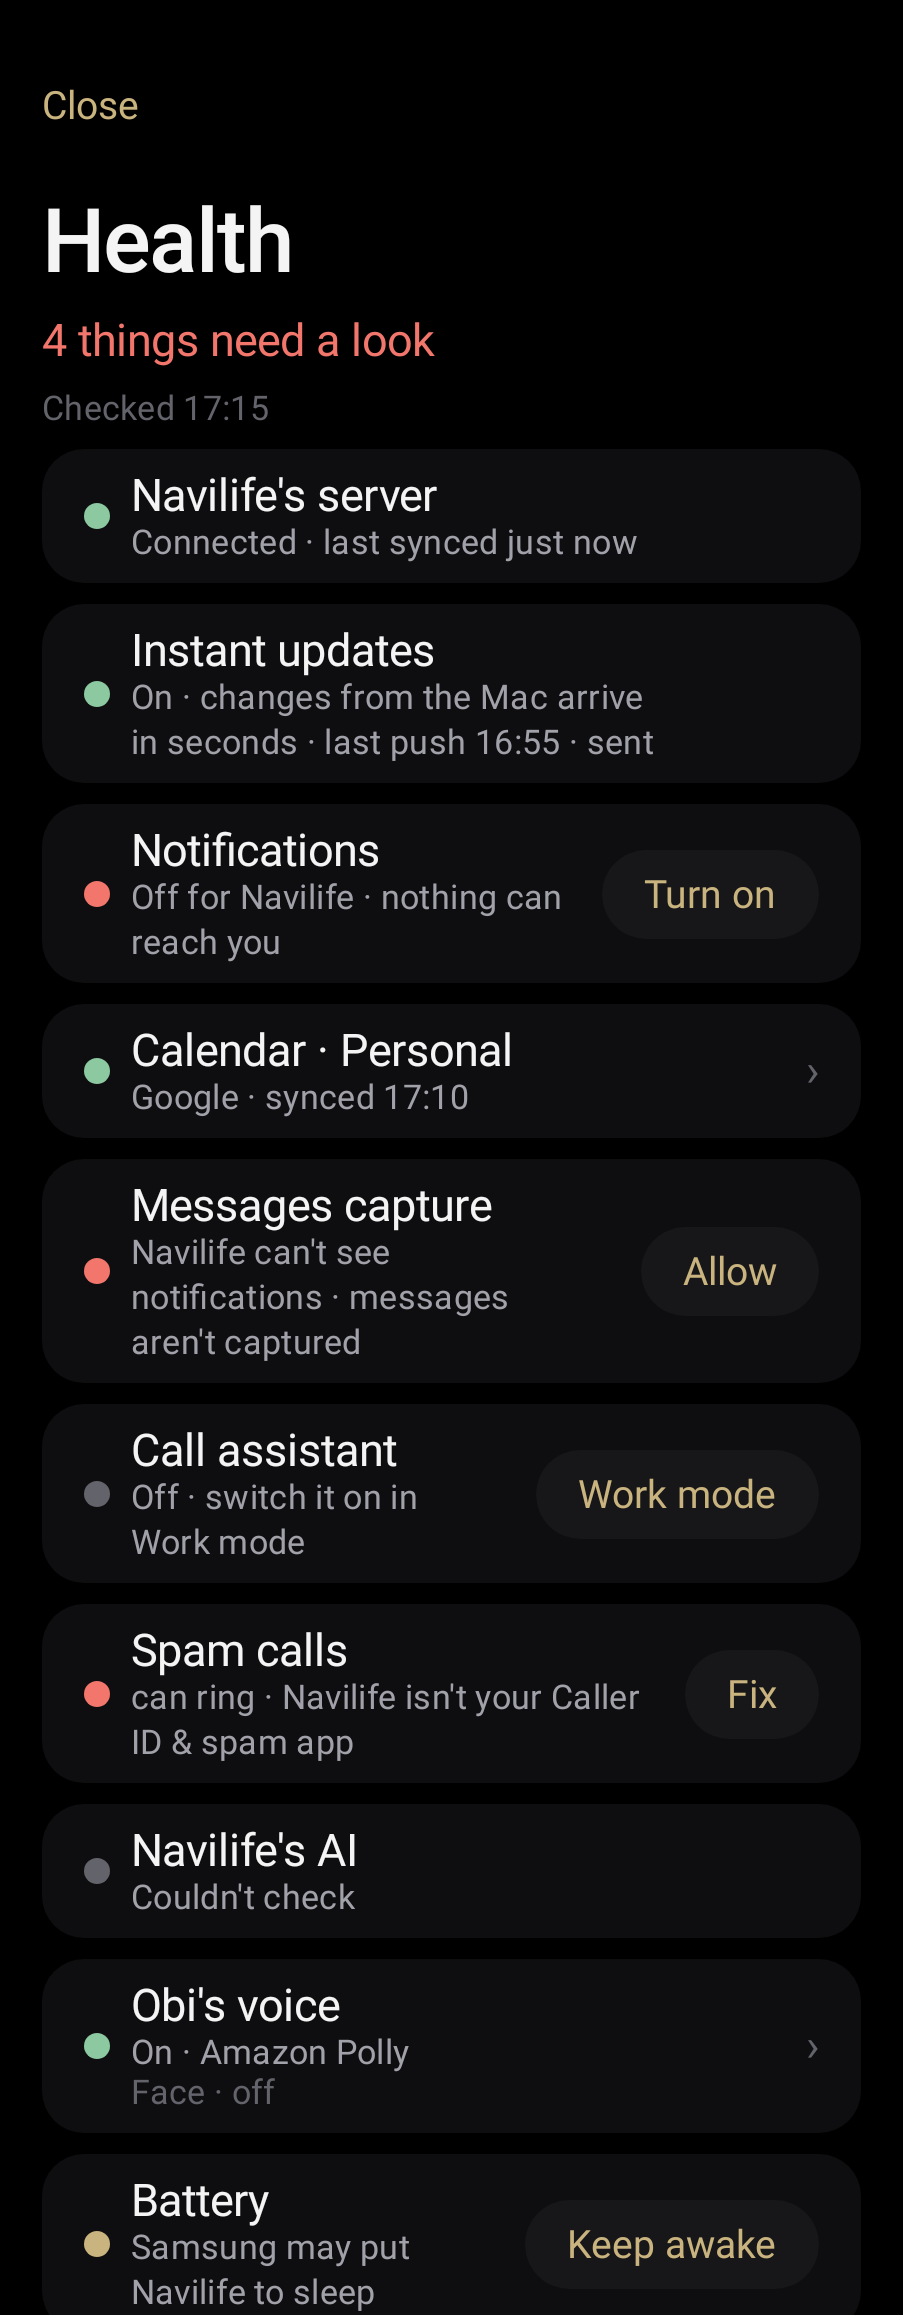 Close
Health
4 things need a look
Checked 17:15
Navilife's server
Connected · last synced just now
Instant updates
On · changes from the Mac arrive
in seconds · last push 16:55 · sent
Notifications
Off for Navilife · nothing can
reach you
Turn on
Calendar · Personal
Google · synced 17:10
›
Messages capture
Navilife can't see
notifications · messages
aren't captured
Allow
Call assistant
Off · switch it on in
Work mode
Work mode
Spam calls
can ring · Navilife isn't your Caller
ID & spam app
Fix
Navilife's AI
Couldn't check
Obi's voice
On · Amazon Polly
Face · off
›
Battery
Samsung may put
Navilife to sleep
Keep awake